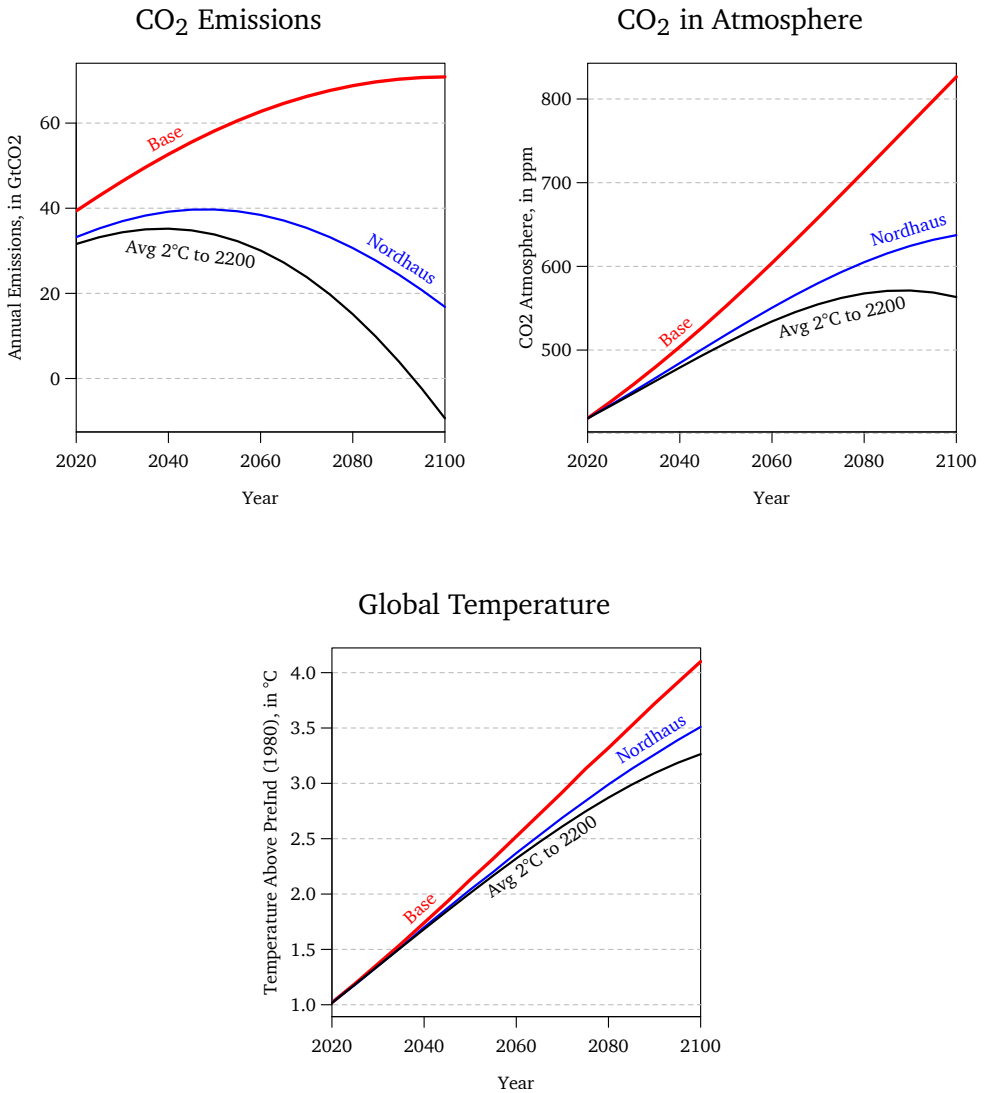 CO2 Emissions
Annual Emissions, in GtCO2
60
40
20
0
Base
Nordhaus
Avg 2°C to 2200
2020 2040 2060 2080 2100
Year
CO2 in Atmosphere
CO2 Atmosphere, in ppm
800
700
600
500
Base
Nordhaus
Avg 2°C to 2200
2020 2040 2060 2080 2100
Year
Global Temperature
Temperature Above PreInd (1980), in °C
4.0
3.5
3.0
2.5
2.0
1.5
1.0
Nordhaus
Avg 2°C to 2200
Base
2020 2040 2060 2080 2100
Year